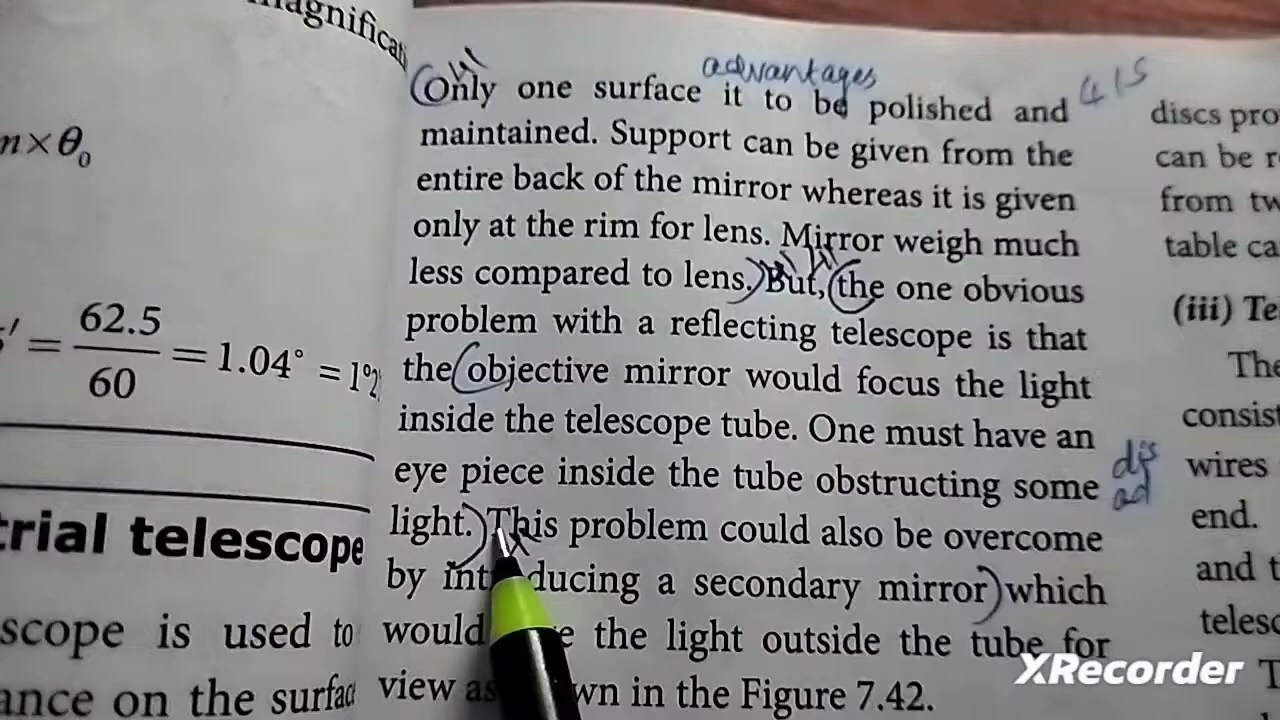 magnificati
n×θ₀
′ = 62.5/60 = 1.04° = 1°2
trial telescope
scope is used to
ance on the surfac
advantages
Only one surface it to be polished and
maintained. Support can be given from the
entire back of the mirror whereas it is given
only at the rim for lens. Mirror weigh much
less compared to lens. But, the one obvious
problem with a reflecting telescope is that
the objective mirror would focus the light
inside the telescope tube. One must have an
eye piece inside the tube obstructing some
light. This problem could also be overcome
by int ducing a secondary mirror which
would e the light outside the tube for
view as wn in the Figure 7.42.
dis
ad
discs pro
can be r
from tw
table ca
(iii) Te
The
consist
wires
end.
and t
telesc
T
XRecorder